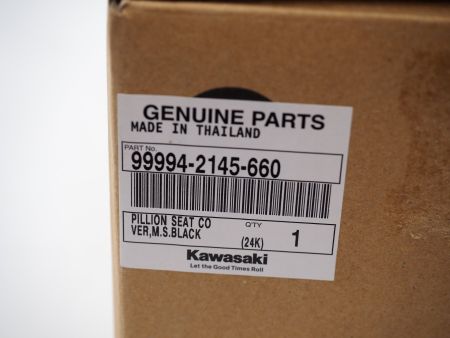 GENUINE PARTS
MADE IN THAILAND
PART No.
99994-2145-660
PILLION SEAT CO Q'TY
VER,M.S.BLACK (24K) 1
Kawasaki
Let the Good Times Roll